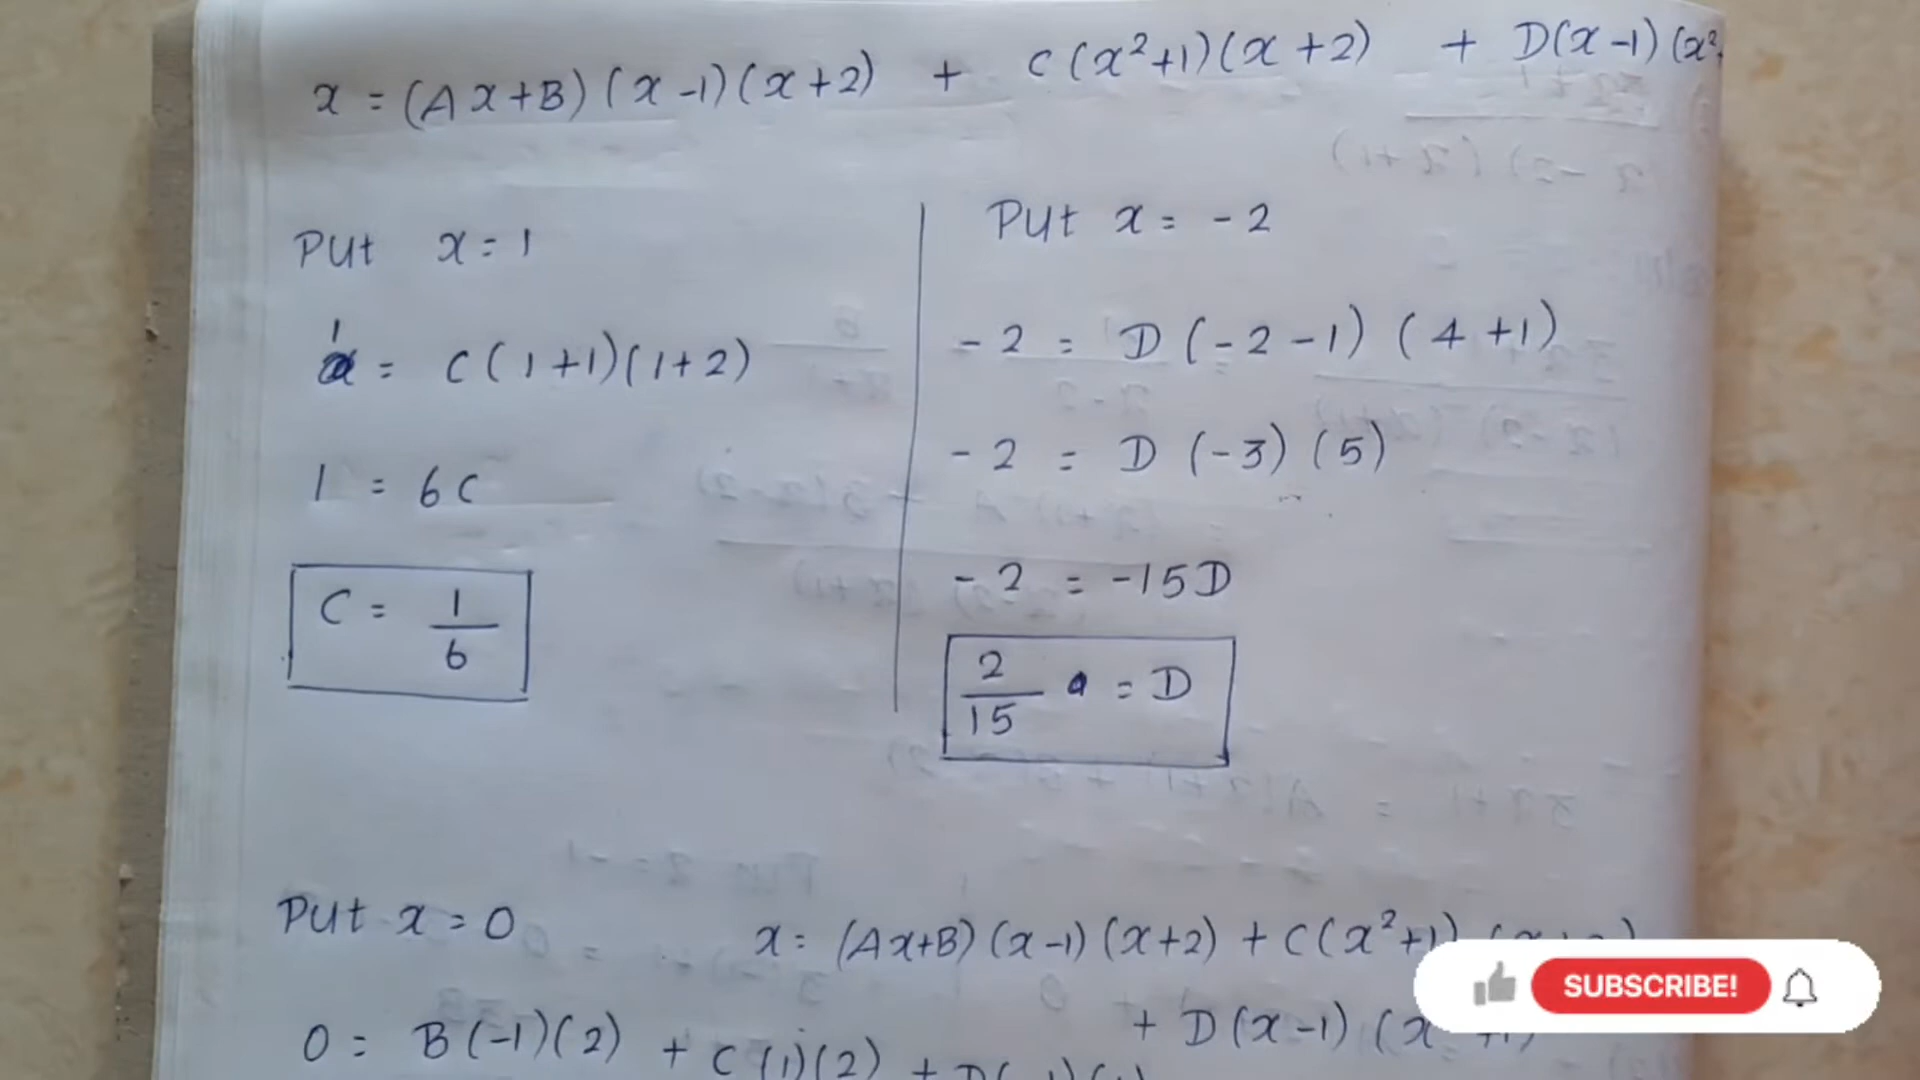 x = (Ax+B)(x-1)(x+2) + C(x²+1)(x+2) + D(x-1)(x²
Put x=1
1 = C(1+1)(1+2)
1 = 6C
C = 1/6
Put x = -2
-2 = D(-2-1)(4+1)
-2 = D(-3)(5)
-2 = -15D
2/15 = D
Put x=0
x = (Ax+B)(x-1)(x+2) + C(x²+1)
+ D(x-1)(x
0 = B(-1)(2) + C(1)(2) +
SUBSCRIBE!